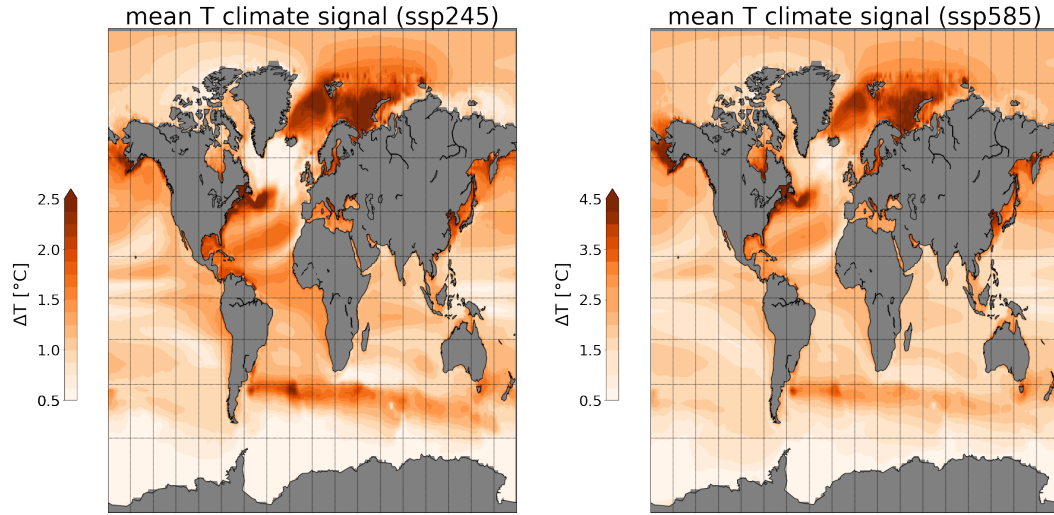 mean T climate signal (ssp245)
2.5
2.0
1.5
1.0
0.5
ΔT [°C]
mean T climate signal (ssp585)
4.5
3.5
2.5
1.5
0.5
ΔT [°C]